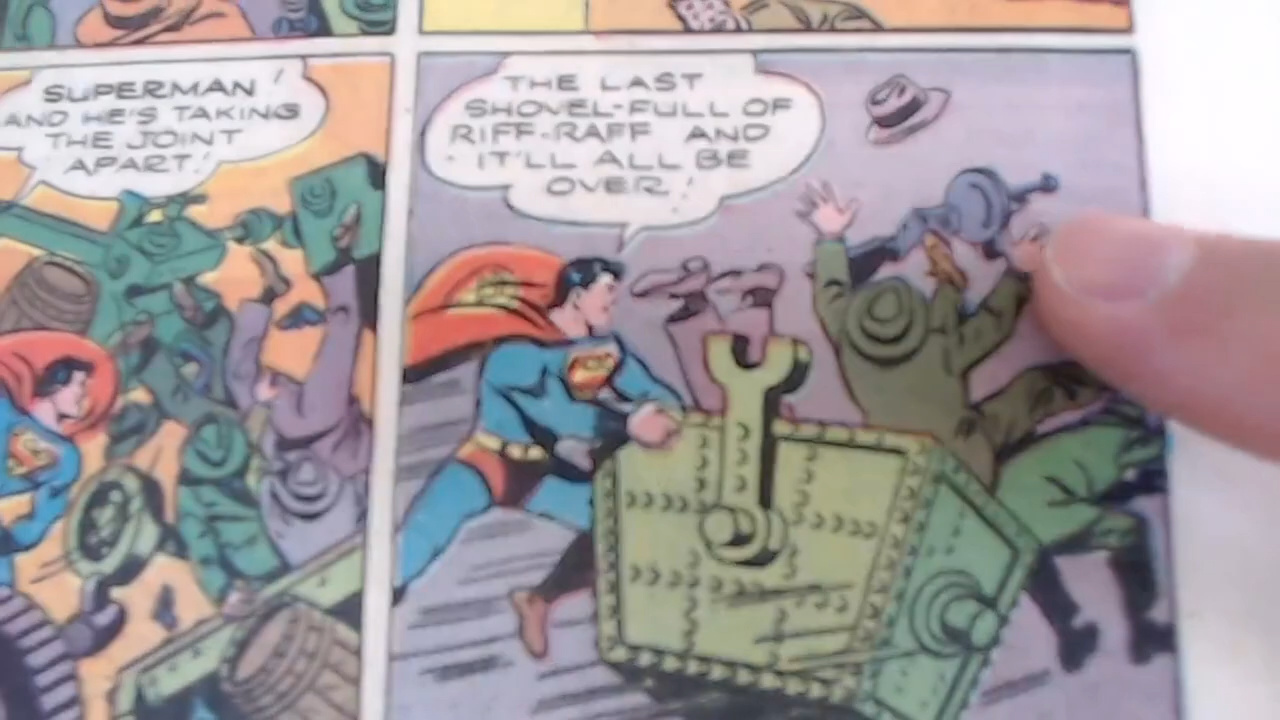 SUPERMAN!
AND HE'S TAKING
THE JOINT
APART!
THE LAST
SHOVEL-FULL OF
RIFF-RAFF AND
IT'LL ALL BE
OVER!